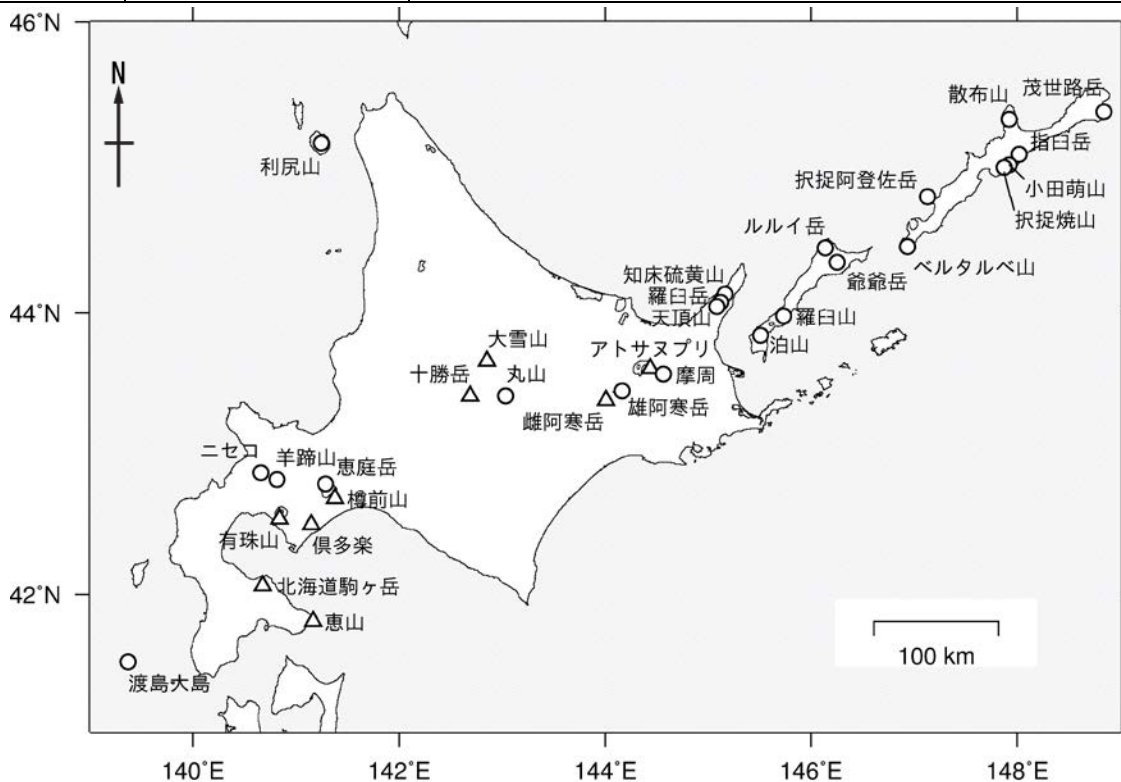 46°N
N
茂世路岳
散布山
利尻山
指臼岳
択捉阿登佐岳
小田萌山
択捉焼山
ルルイ岳
ベルタルベ山
爺爺岳
知床硫黄山
羅臼岳
天頂山
44°N
羅臼山
泊山
大雪山
アトサヌプリ
十勝岳
丸山
摩周
雌阿寒岳
雄阿寒岳
ニセコ
羊蹄山
恵庭岳
樽前山
有珠山
倶多楽
42°N
北海道駒ヶ岳
恵山
渡島大島
100 km
140°E
142°E
144°E
146°E
148°E